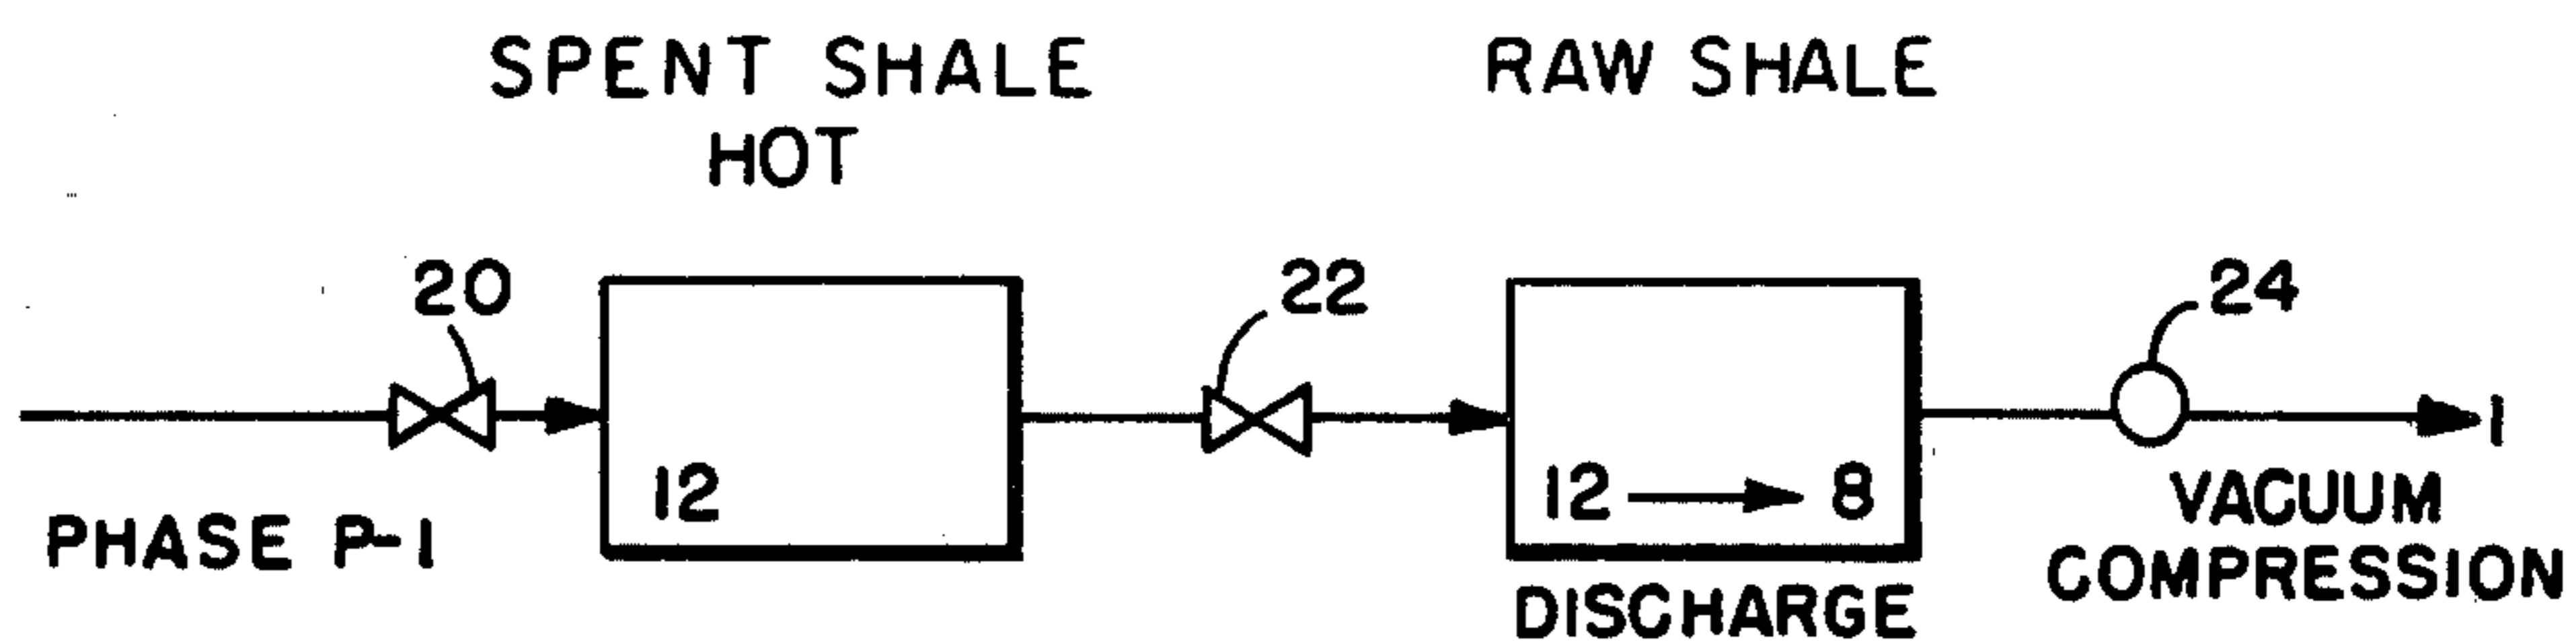 SPENT SHALE
HOT
RAW SHALE
20
22
24
12
12 → 8
1
PHASE P-1
DISCHARGE
VACUUM
COMPRESSION